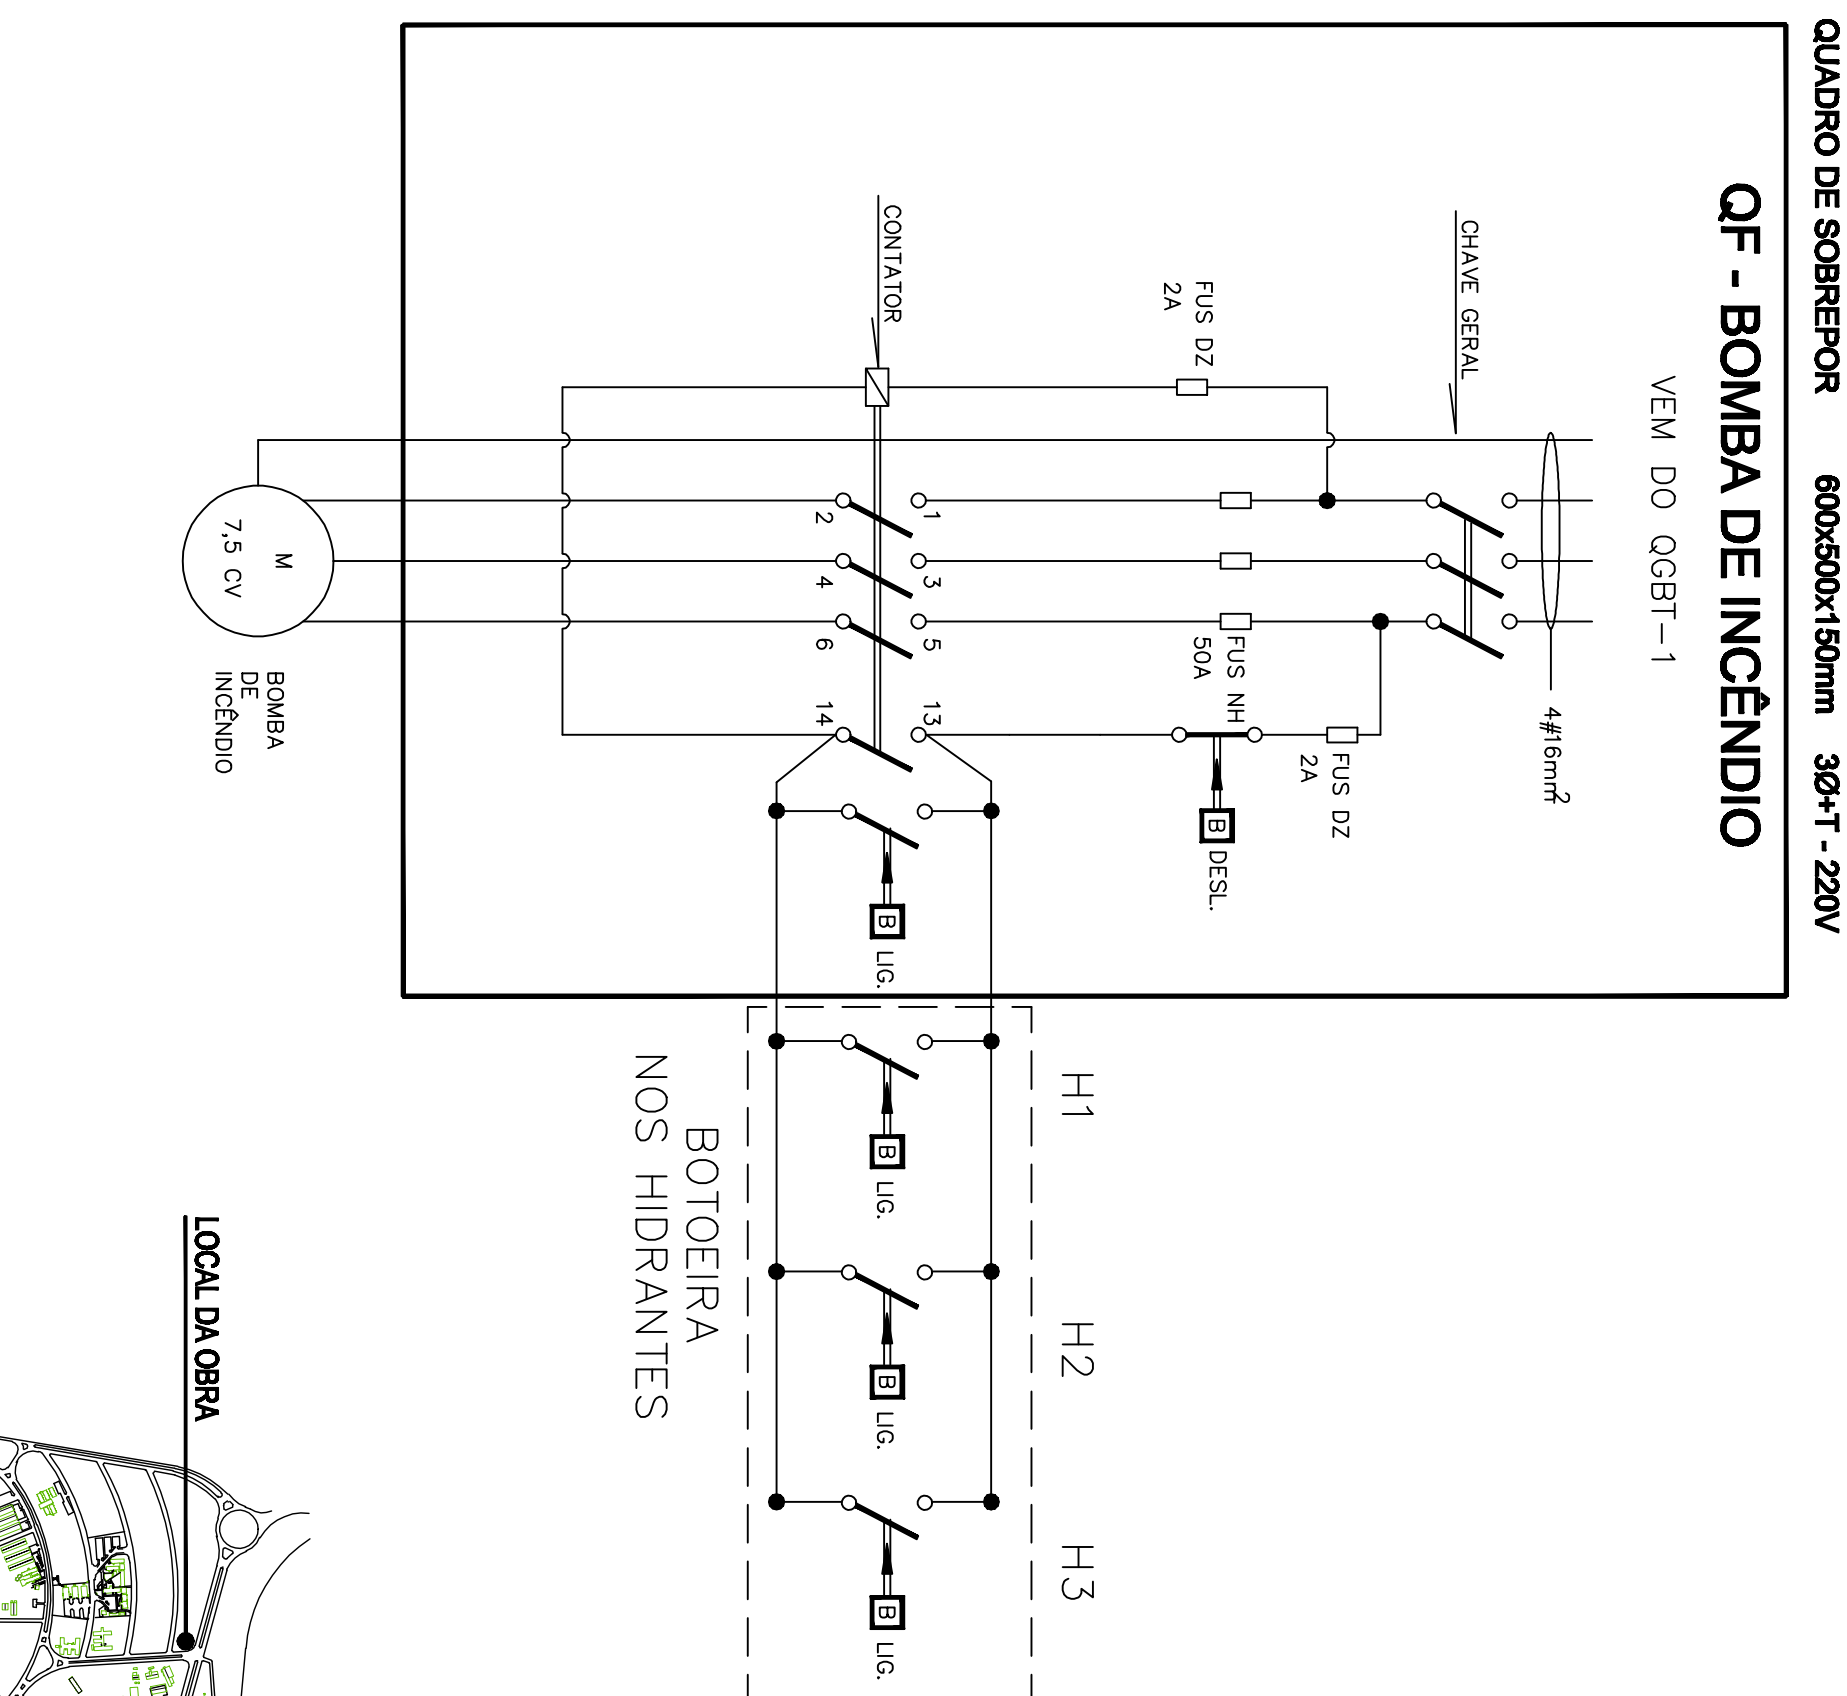 QUADRO DE SOBREPOR 600x500x150mm 3Ø+T - 220V
QF - BOMBA DE INCÊNDIO
VEM DO QGBT-1
4#16mm²
CHAVE GERAL
FUS DZ
2A
FUS DZ
2A
FUS NH
50A
B DESL.
CONTATOR
1
3
5
13
2
4
6
14
B LIG.
H1
H2
H3
B LIG.
B LIG.
B LIG.
BOTOEIRA
NOS HIDRANTES
M
7,5 CV
BOMBA
DE
INCÊNDIO
LOCAL DA OBRA